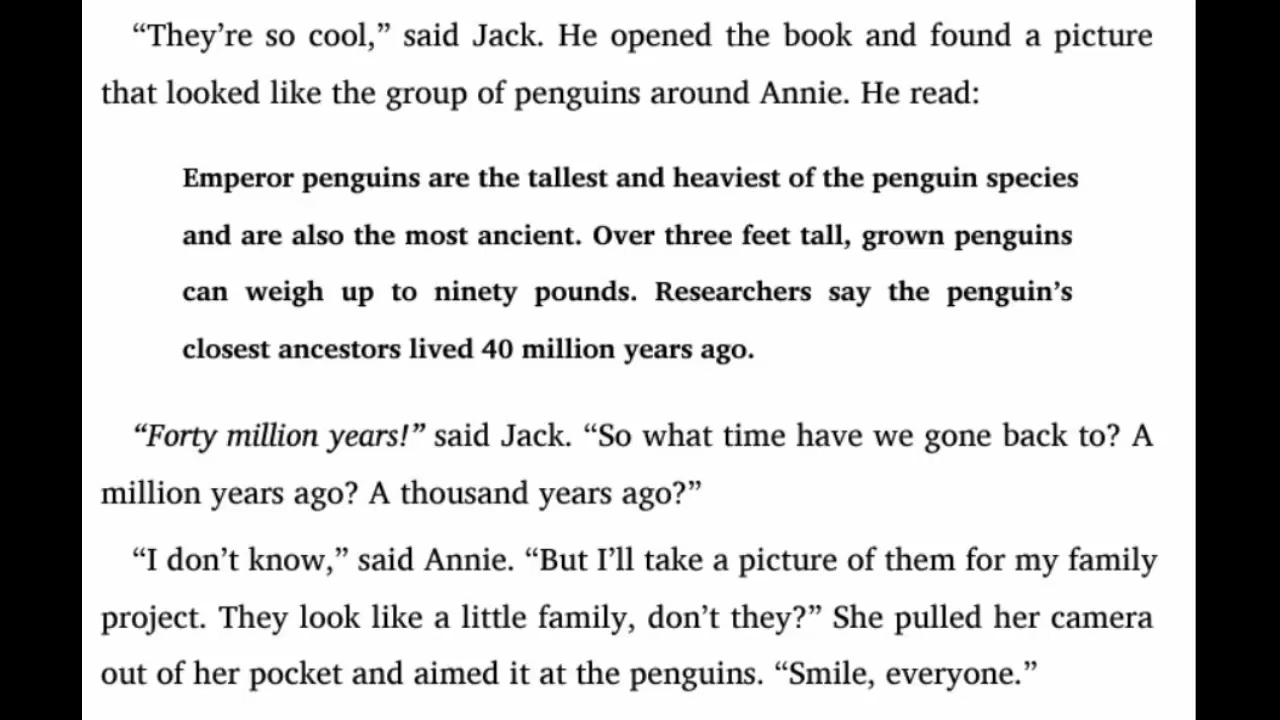 “They’re so cool,” said Jack. He opened the book and found a picture
that looked like the group of penguins around Annie. He read:
Emperor penguins are the tallest and heaviest of the penguin species
and are also the most ancient. Over three feet tall, grown penguins
can weigh up to ninety pounds. Researchers say the penguin’s
closest ancestors lived 40 million years ago.
“Forty million years!” said Jack. “So what time have we gone back to? A
million years ago? A thousand years ago?”
“I don’t know,” said Annie. “But I’ll take a picture of them for my family
project. They look like a little family, don’t they?” She pulled her camera
out of her pocket and aimed it at the penguins. “Smile, everyone.”